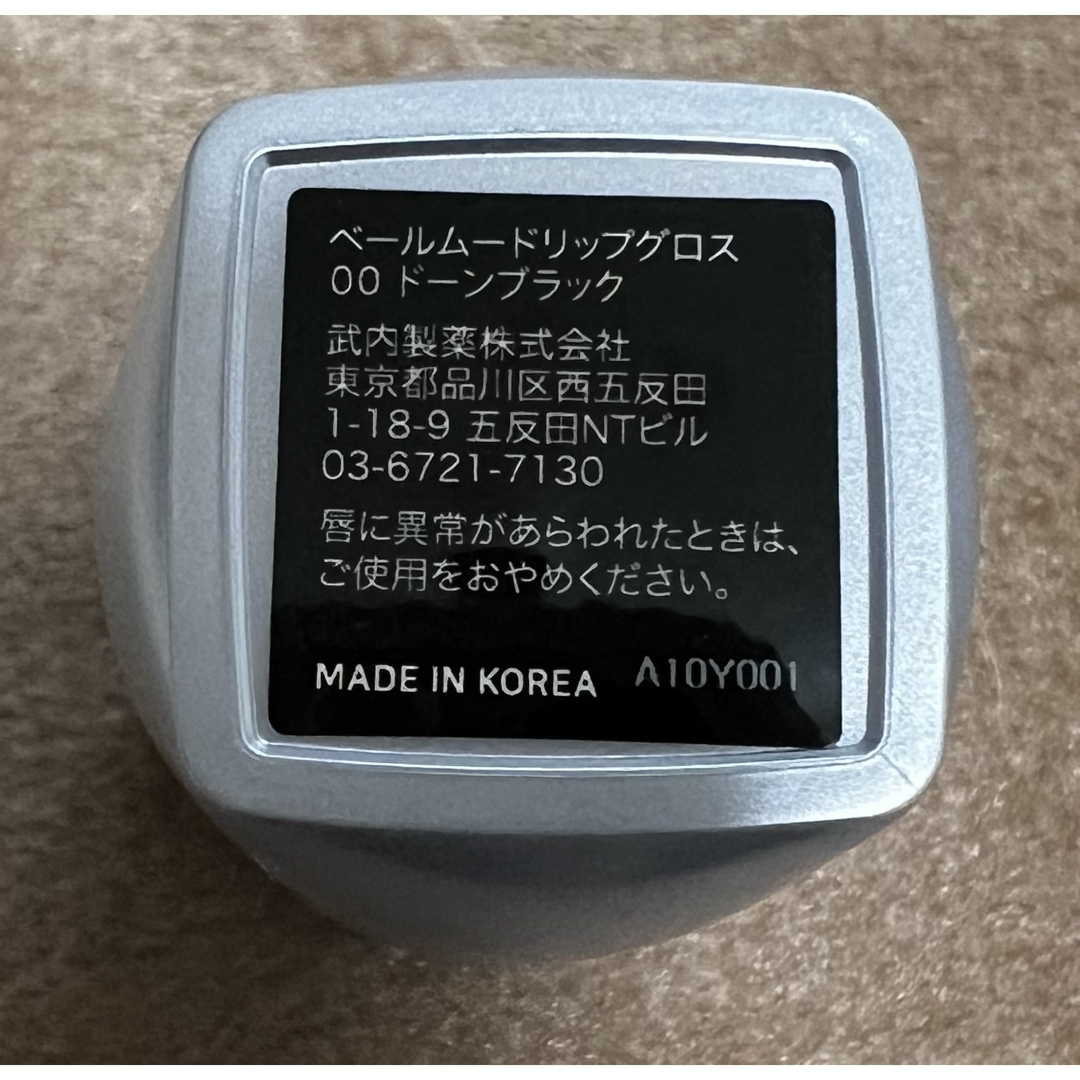 ベールムードリップグロス
00 ドーンブラック
武内製薬株式会社
東京都品川区西五反田
1-18-9 五反田NTビル
03-6721-7130
唇に異常があらわれたときは、
ご使用をおやめください。
MADE IN KOREA A10Y001